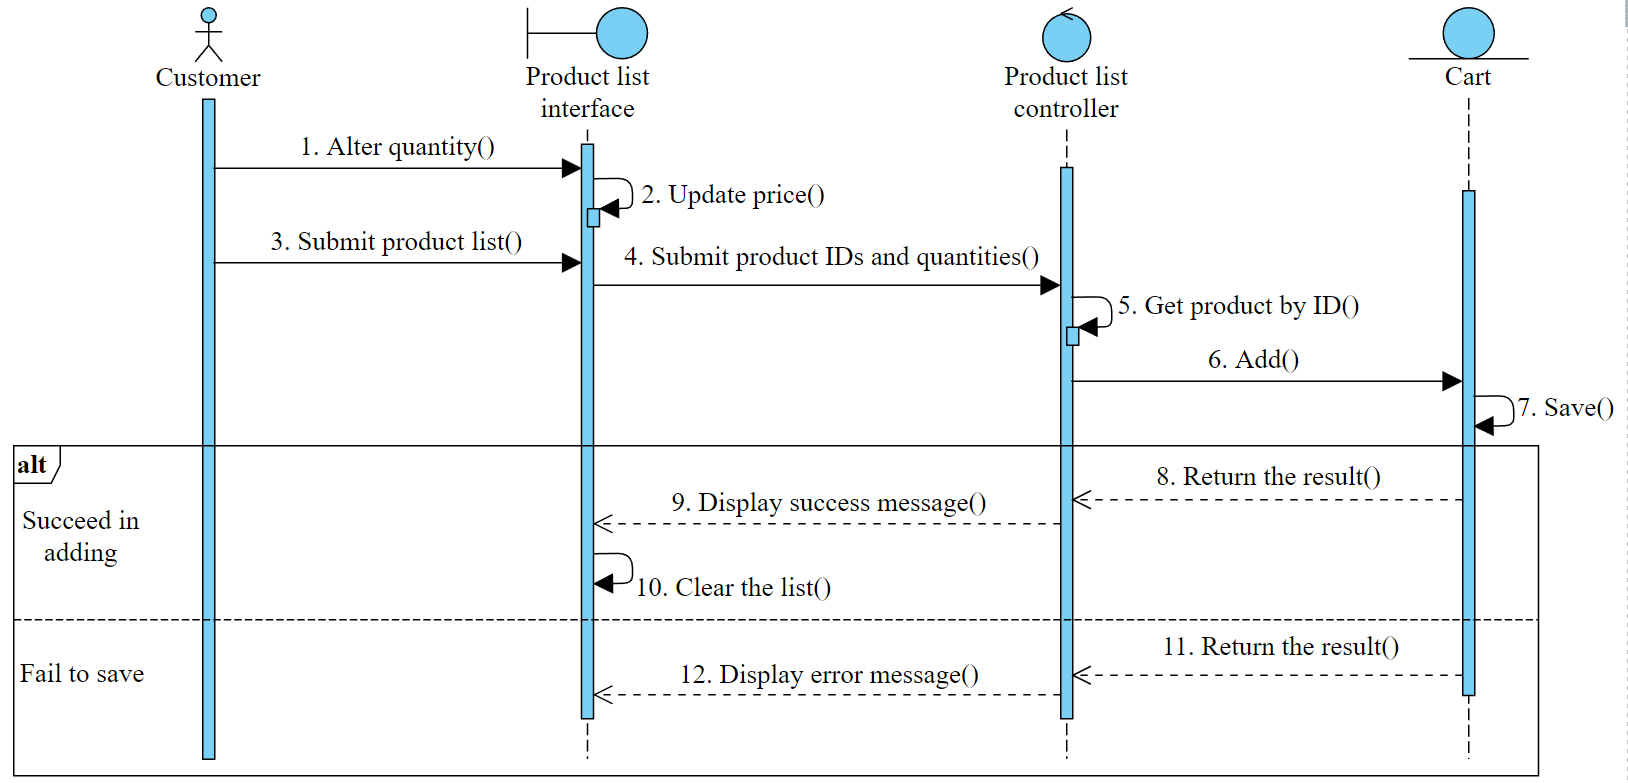 Customer
Product list
interface
Product list
controller
Cart
1. Alter quantity()
2. Update price()
3. Submit product list()
4. Submit product IDs and quantities()
5. Get product by ID()
6. Add()
7. Save()
alt
8. Return the result()
9. Display success message()
Succeed in
adding
10. Clear the list()
11. Return the result()
Fail to save
12. Display error message()